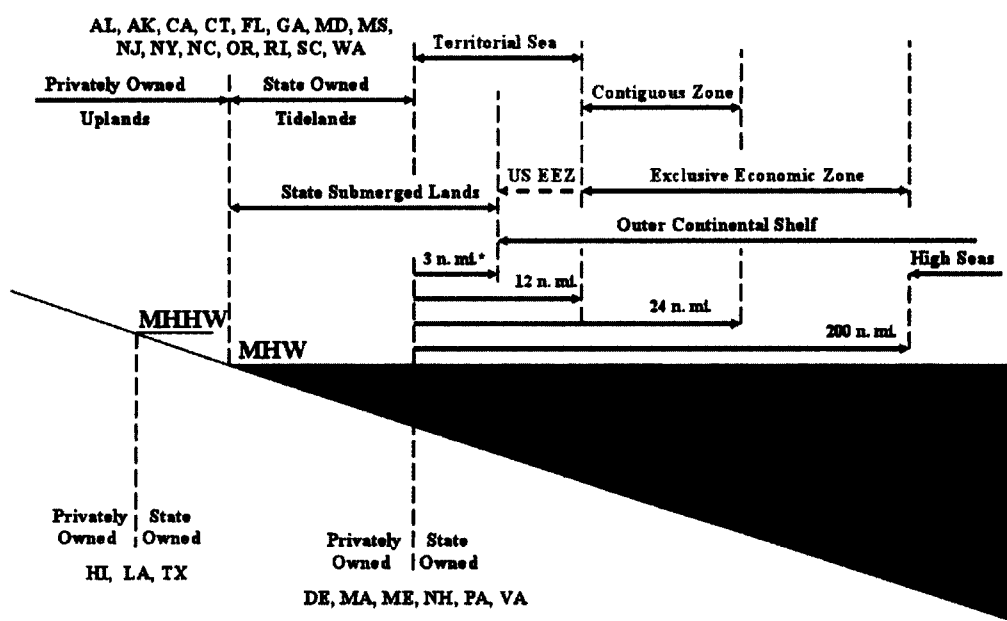 AL, AK, CA, CT, FL, GA, MD, MS,
NJ, NY, NC, OR, RI, SC, WA
Territorial Sea
Privately Owned
State Owned
Contiguous Zone
Uplands
Tidelands
US EEZ
Exclusive Economic Zone
State Submerged Lands
Outer Continental Shelf
3 n. mi.*
High Seas
12 n. mi.
24 n. mi.
MHHW
200 n. mi.
MHW
Privately
Owned
State
Owned
HI, LA, TX
Privately
Owned
State
Owned
DE, MA, ME, NH, PA, VA